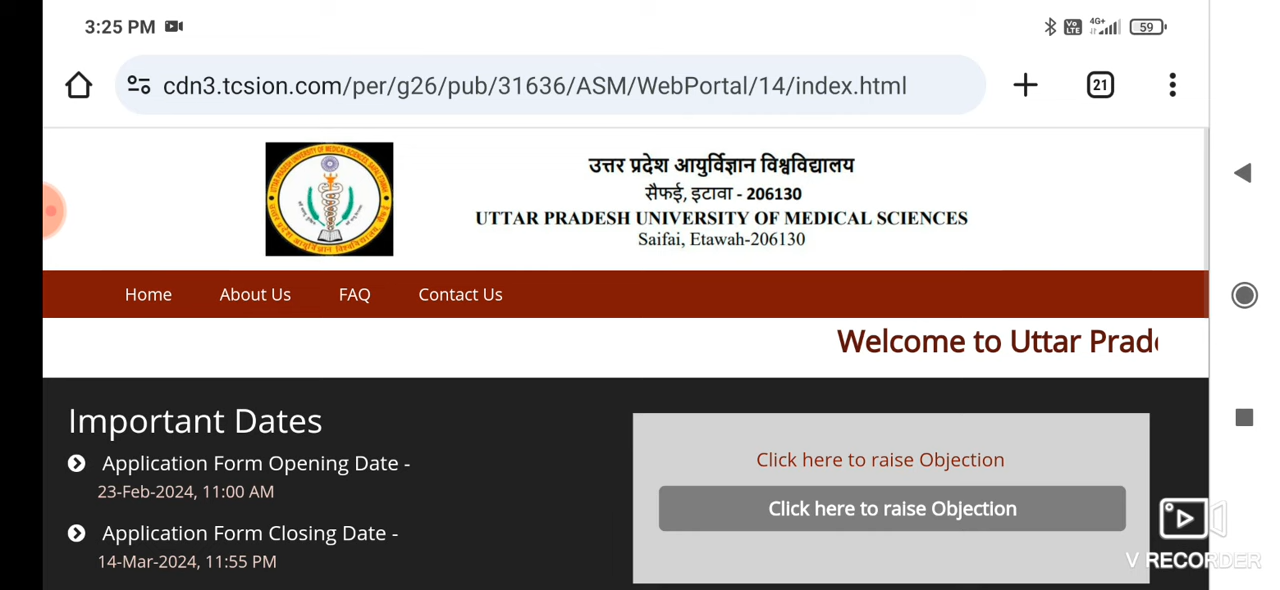 3:25 PM
4G+
Vo
LTE
59
cdn3.tcsion.com/per/g26/pub/31636/ASM/WebPortal/14/index.html
21
उत्तर प्रदेश आयुर्विज्ञान विश्वविद्यालय
सैफई, इटावा - 206130
UTTAR PRADESH UNIVERSITY OF MEDICAL SCIENCES
Saifai, Etawah-206130
Home About Us FAQ Contact Us
Welcome to Uttar Prad
Important Dates
Application Form Opening Date -
23-Feb-2024, 11:00 AM
Application Form Closing Date -
14-Mar-2024, 11:55 PM
Click here to raise Objection
Click here to raise Objection
V RECORDER